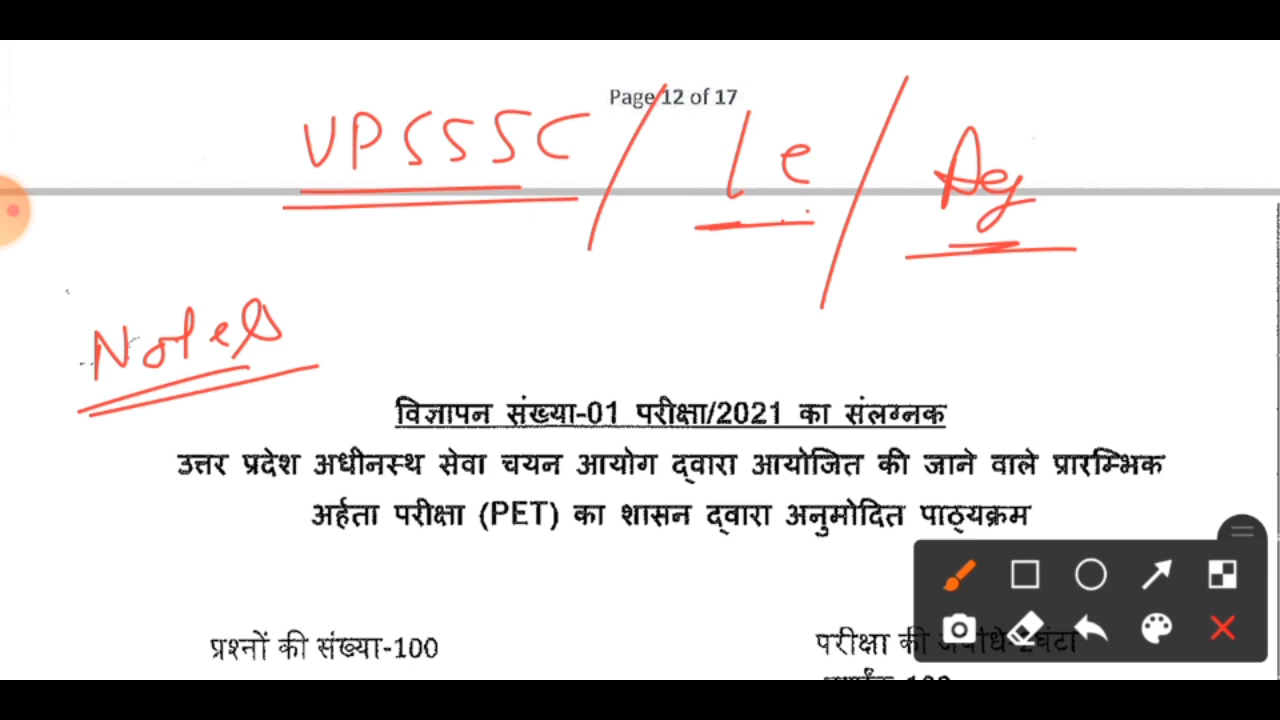 Page 12 of 17
UPSSSC / Le / Ag
Notes
विज्ञापन संख्या-01 परीक्षा/2021 का संलग्नक
उत्तर प्रदेश अधीनस्थ सेवा चयन आयोग द्वारा आयोजित की जाने वाले प्रारम्भिक
अर्हता परीक्षा (PET) का शासन द्वारा अनुमोदित पाठ्यक्रम
प्रश्नों की संख्या-100
परीक्षा की